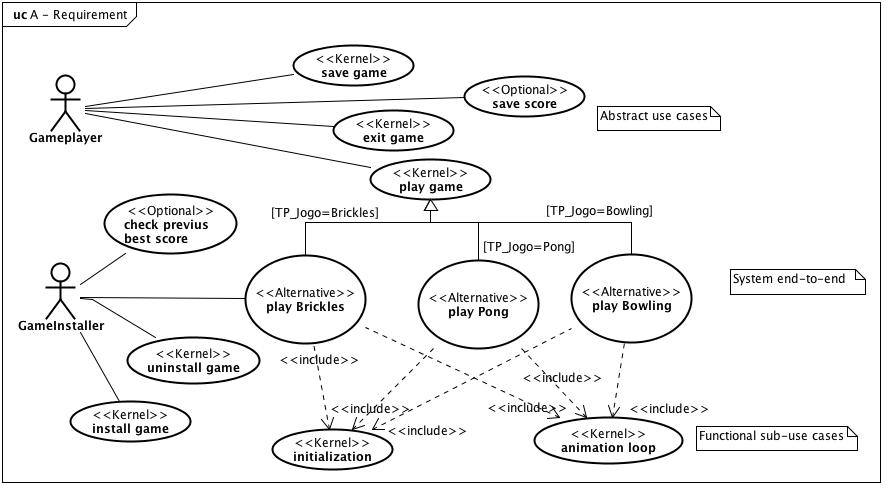 uc A - Requirement
<<Kernel>>
save game
<<Optional>>
save score
Abstract use cases
<<Kernel>>
exit game
Gameplayer
<<Kernel>>
play game
<<Optional>>
check previus
best score
[TP_Jogo=Brickles]
[TP_Jogo=Bowling]
[TP_Jogo=Pong]
System end-to-end
<<Alternative>>
play Brickles
<<Alternative>>
play Pong
<<Alternative>>
play Bowling
GameInstaller
<<Kernel>>
uninstall game
<<include>>
<<include>>
<<Kernel>>
install game
<<include>>
<<include>>
<<include>>
<<include>>
<<Kernel>>
initialization
<<Kernel>>
animation loop
Functional sub-use cases